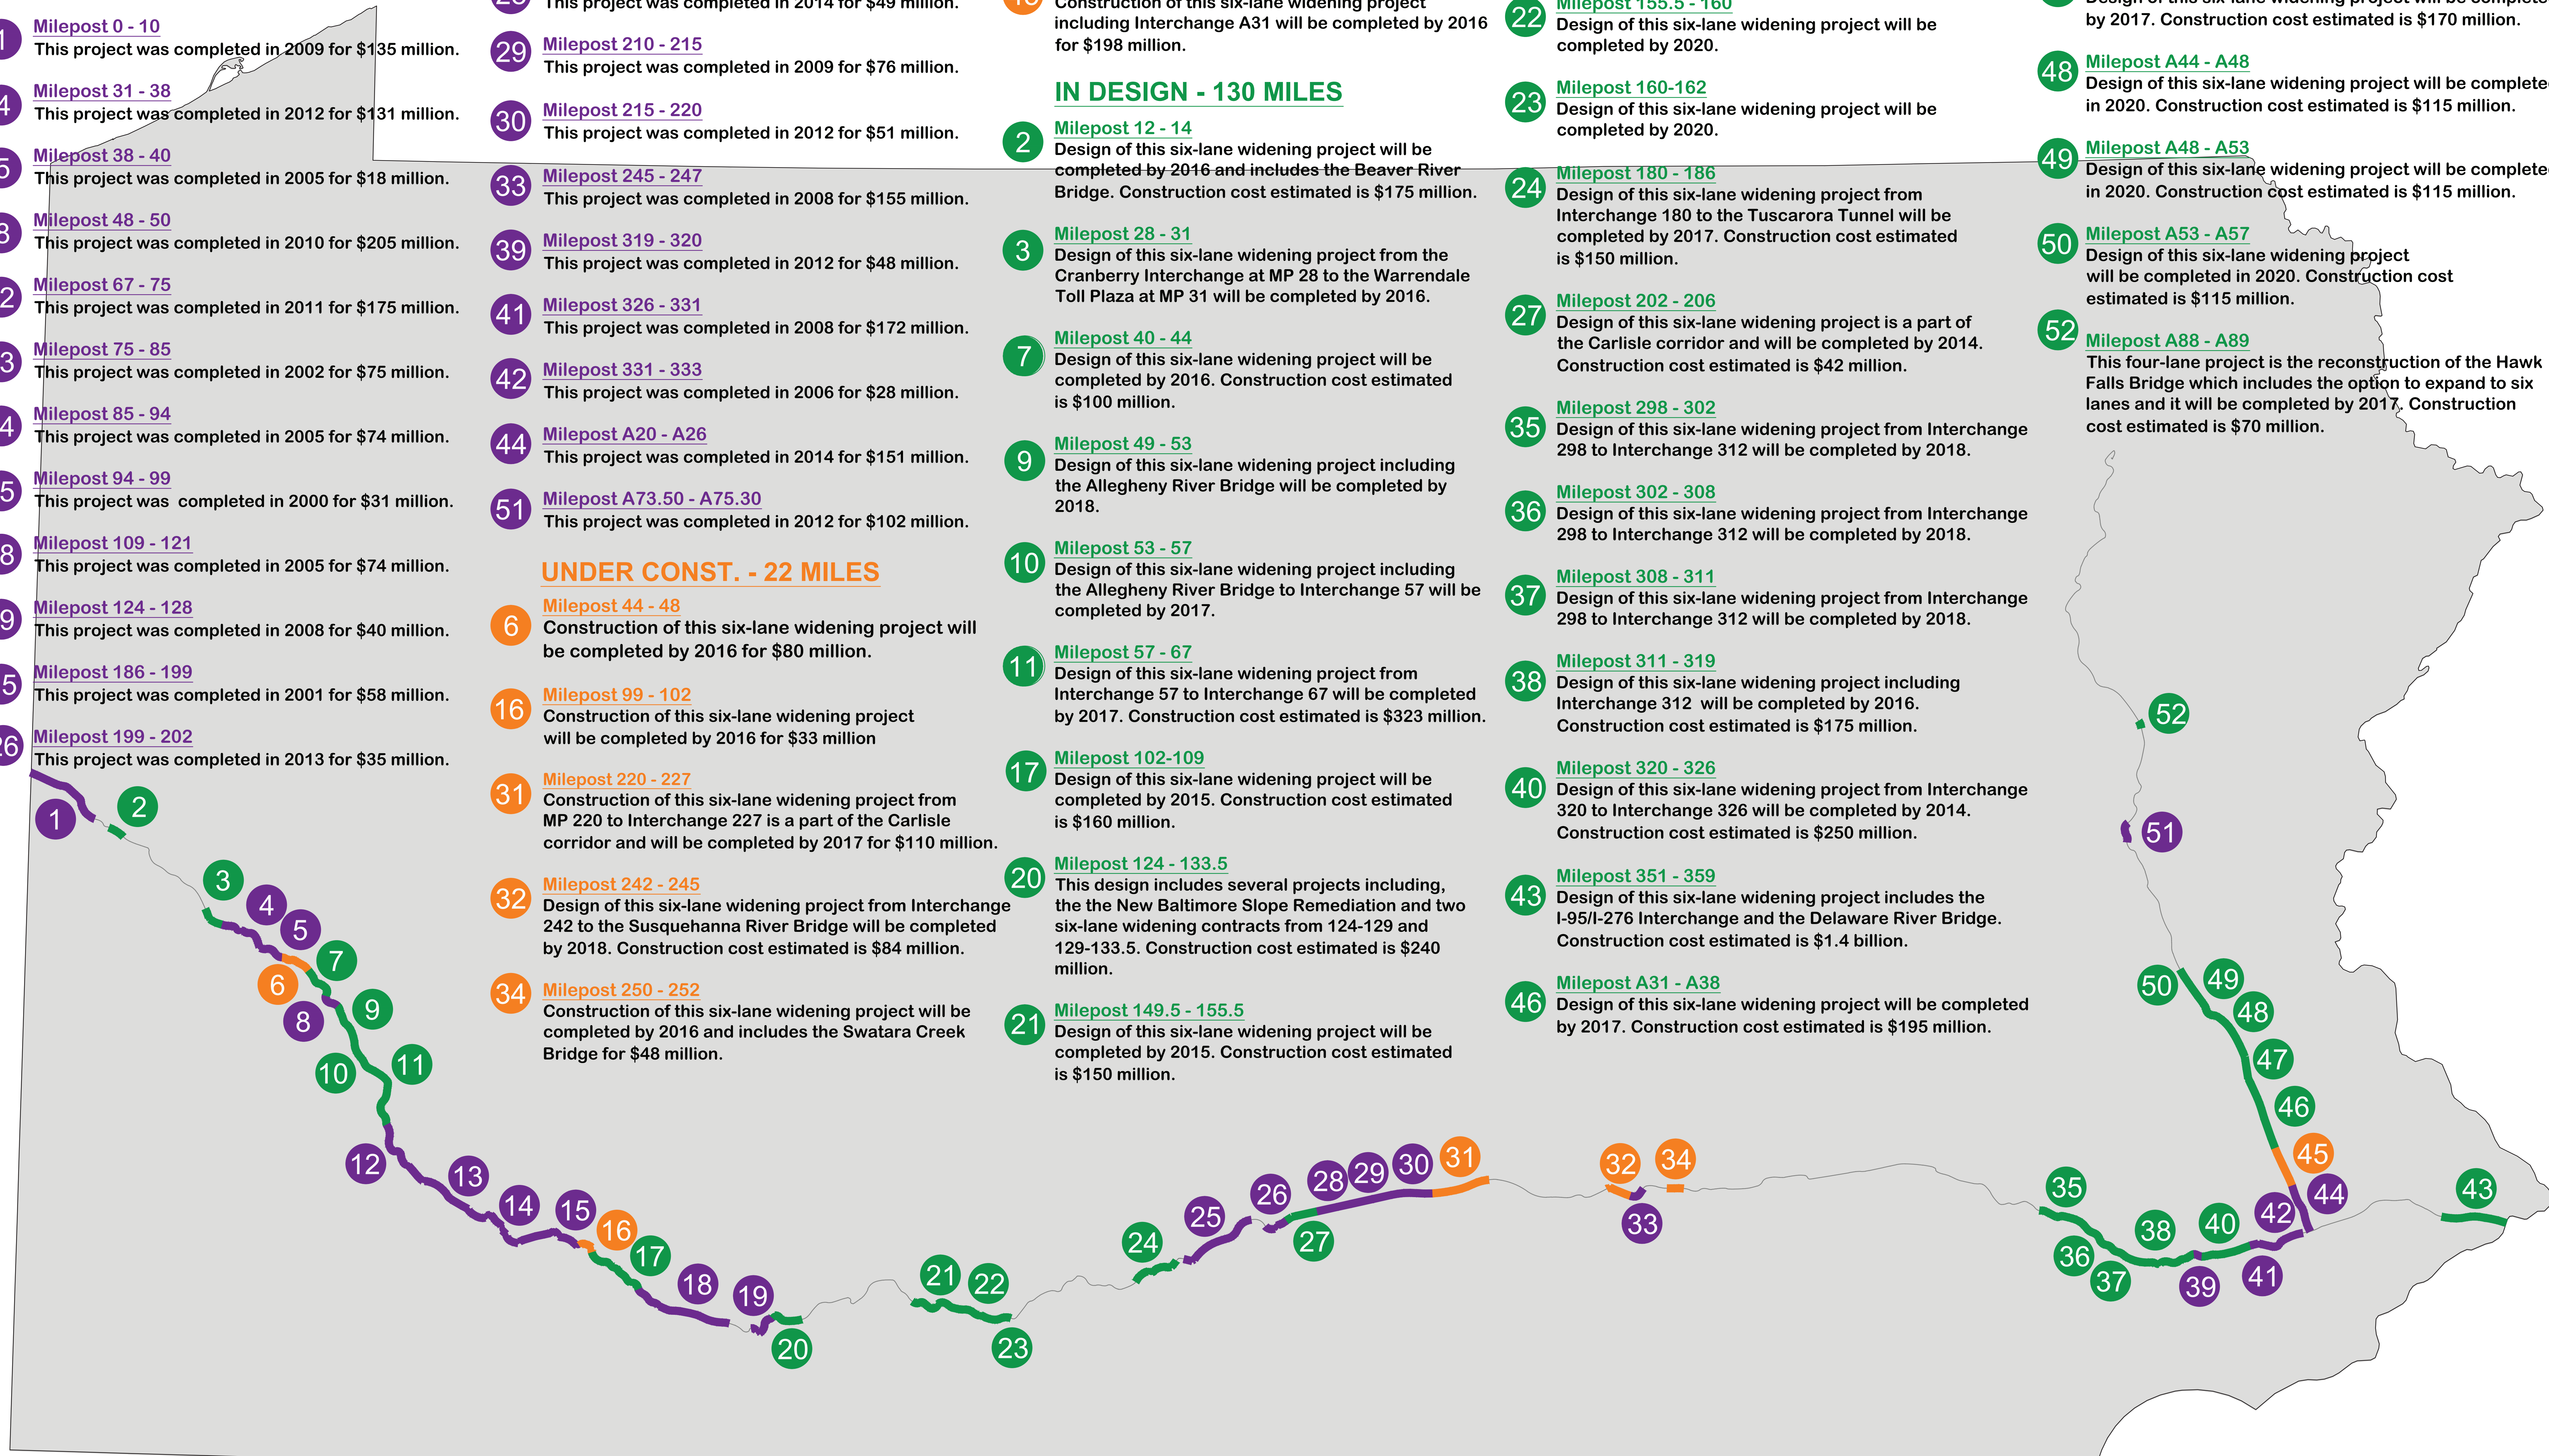 Milepost 0 - 10
This project was completed in 2009 for $135 million.
4
Milepost 31 - 38
This project was completed in 2012 for $131 million.
5
Milepost 38 - 40
This project was completed in 2005 for $18 million.
8
Milepost 48 - 50
This project was completed in 2010 for $205 million.
2
Milepost 67 - 75
This project was completed in 2011 for $175 million.
3
Milepost 75 - 85
This project was completed in 2002 for $75 million.
4
Milepost 85 - 94
This project was completed in 2005 for $74 million.
5
Milepost 94 - 99
This project was completed in 2000 for $31 million.
8
Milepost 109 - 121
This project was completed in 2005 for $74 million.
9
Milepost 124 - 128
This project was completed in 2008 for $40 million.
5
Milepost 186 - 199
This project was completed in 2001 for $58 million.
26
Milepost 199 - 202
This project was completed in 2013 for $35 million.
This project was completed in 2014 for $49 million.
29
Milepost 210 - 215
This project was completed in 2009 for $76 million.
30
Milepost 215 - 220
This project was completed in 2012 for $51 million.
33
Milepost 245 - 247
This project was completed in 2008 for $155 million.
39
Milepost 319 - 320
This project was completed in 2012 for $48 million.
41
Milepost 326 - 331
This project was completed in 2008 for $172 million.
42
Milepost 331 - 333
This project was completed in 2006 for $28 million.
44
Milepost A20 - A26
This project was completed in 2014 for $151 million.
51
Milepost A73.50 - A75.30
This project was completed in 2012 for $102 million.
UNDER CONST. - 22 MILES
6
Milepost 44 - 48
Construction of this six-lane widening project will
be completed by 2016 for $80 million.
16
Milepost 99 - 102
Construction of this six-lane widening project
will be completed by 2016 for $33 million
31
Milepost 220 - 227
Construction of this six-lane widening project from
MP 220 to Interchange 227 is a part of the Carlisle
corridor and will be completed by 2017 for $110 million.
32
Milepost 242 - 245
Design of this six-lane widening project from Interchange
242 to the Susquehanna River Bridge will be completed
by 2018. Construction cost estimated is $84 million.
34
Milepost 250 - 252
Construction of this six-lane widening project will be
completed by 2016 and includes the Swatara Creek
Bridge for $48 million.
Construction of this six-lane widening project
including Interchange A31 will be completed by 2016
for $198 million.
IN DESIGN - 130 MILES
2
Milepost 12 - 14
Design of this six-lane widening project will be
completed by 2016 and includes the Beaver River
Bridge. Construction cost estimated is $175 million.
3
Milepost 28 - 31
Design of this six-lane widening project from the
Cranberry Interchange at MP 28 to the Warrendale
Toll Plaza at MP 31 will be completed by 2016.
7
Milepost 40 - 44
Design of this six-lane widening project will be
completed by 2016. Construction cost estimated
is $100 million.
9
Milepost 49 - 53
Design of this six-lane widening project including
the Allegheny River Bridge will be completed by
2018.
10
Milepost 53 - 57
Design of this six-lane widening project including
the Allegheny River Bridge to Interchange 57 will be
completed by 2017.
11
Milepost 57 - 67
Design of this six-lane widening project from
Interchange 57 to Interchange 67 will be completed
by 2017. Construction cost estimated is $323 million.
17
Milepost 102-109
Design of this six-lane widening project will be
completed by 2015. Construction cost estimated
is $160 million.
20
Milepost 124 - 133.5
This design includes several projects including,
the the New Baltimore Slope Remediation and two
six-lane widening contracts from 124-129 and
129-133.5. Construction cost estimated is $240
million.
21
Milepost 149.5 - 155.5
Design of this six-lane widening project will be
completed by 2015. Construction cost estimated
is $150 million.
22
Milepost 155.5 - 160
Design of this six-lane widening project will be
completed by 2020.
23
Milepost 160-162
Design of this six-lane widening project will be
completed by 2020.
24
Milepost 180 - 186
Design of this six-lane widening project from
Interchange 180 to the Tuscarora Tunnel will be
completed by 2017. Construction cost estimated
is $150 million.
27
Milepost 202 - 206
Design of this six-lane widening project is a part of
the Carlisle corridor and will be completed by 2014.
Construction cost estimated is $42 million.
35
Milepost 298 - 302
Design of this six-lane widening project from Interchange
298 to Interchange 312 will be completed by 2018.
36
Milepost 302 - 308
Design of this six-lane widening project from Interchange
298 to Interchange 312 will be completed by 2018.
37
Milepost 308 - 311
Design of this six-lane widening project from Interchange
298 to Interchange 312 will be completed by 2018.
38
Milepost 311 - 319
Design of this six-lane widening project including
Interchange 312 will be completed by 2016.
Construction cost estimated is $175 million.
40
Milepost 320 - 326
Design of this six-lane widening project from Interchange
320 to Interchange 326 will be completed by 2014.
Construction cost estimated is $250 million.
43
Milepost 351 - 359
Design of this six-lane widening project includes the
I-95/I-276 Interchange and the Delaware River Bridge.
Construction cost estimated is $1.4 billion.
46
Milepost A31 - A38
Design of this six-lane widening project will be completed
by 2017. Construction cost estimated is $195 million.
by 2017. Construction cost estimated is $170 million.
48
Milepost A44 - A48
Design of this six-lane widening project will be complete
in 2020. Construction cost estimated is $115 million.
49
Milepost A48 - A53
Design of this six-lane widening project will be complete
in 2020. Construction cost estimated is $115 million.
50
Milepost A53 - A57
Design of this six-lane widening project
will be completed in 2020. Construction cost
estimated is $115 million.
52
Milepost A88 - A89
This four-lane project is the reconstruction of the Hawk
Falls Bridge which includes the option to expand to six
lanes and it will be completed by 2017. Construction
cost estimated is $70 million.
1
2
3
4
5
6
7
8
9
10
11
12
13
14
15
16
17
18
19
20
21
22
23
24
25
26
27
28
29
30
31
32
33
34
35
36
37
38
39
40
41
42
43
44
45
46
47
48
49
50
51
52